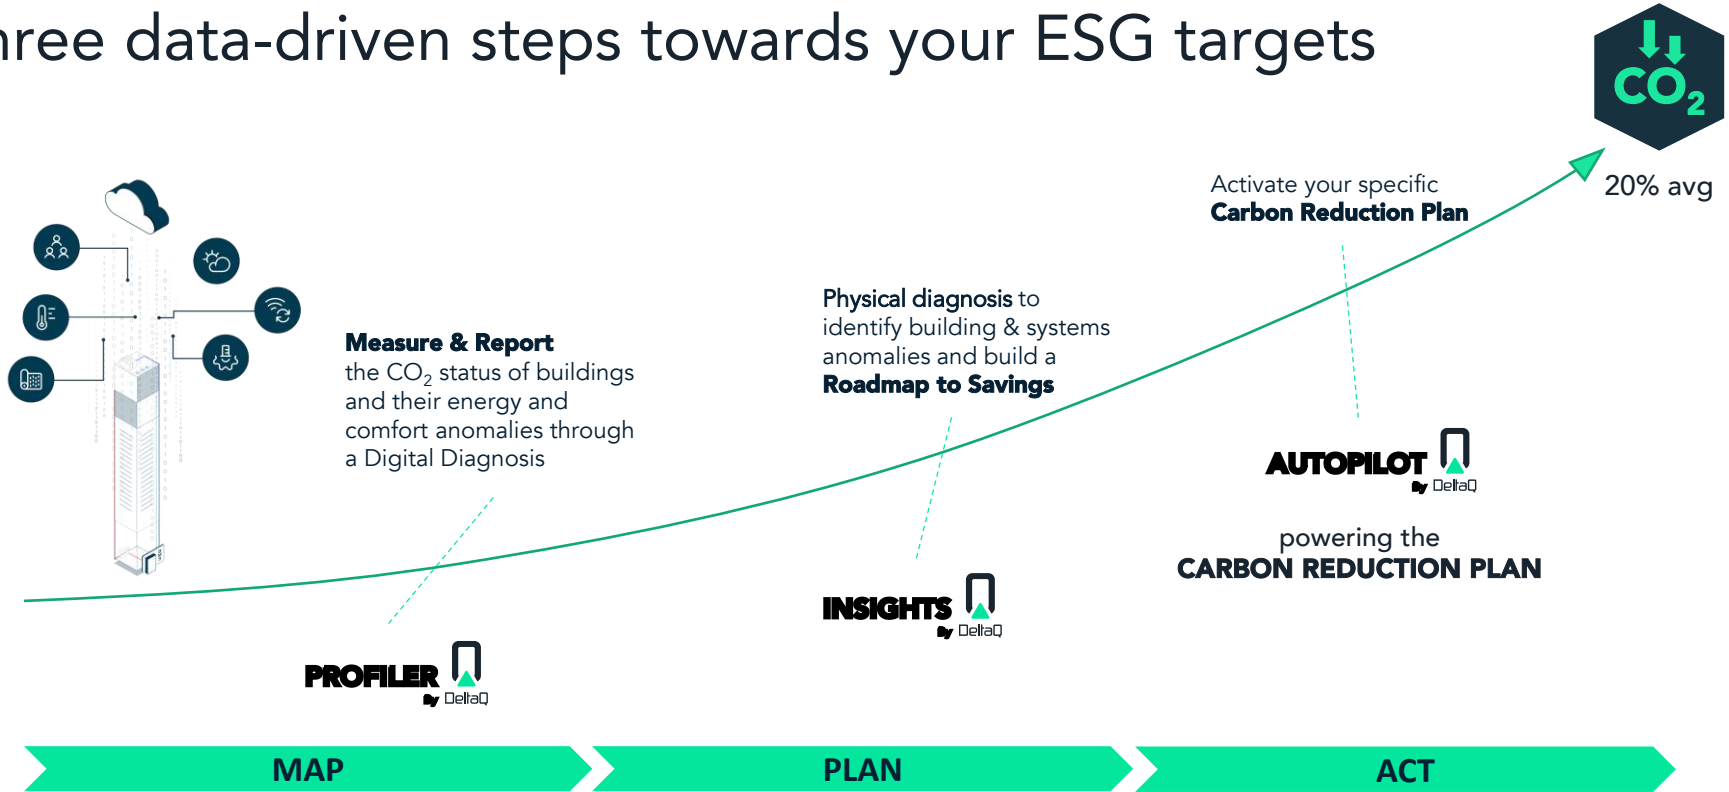 hree data-driven steps towards your ESG targets
CO₂
20% avg
Activate your specific
Carbon Reduction Plan
Physical diagnosis to
identify building & systems
anomalies and build a
Roadmap to Savings
Measure & Report
the CO₂ status of buildings
and their energy and
comfort anomalies through
a Digital Diagnosis
AUTOPILOT
By DeltaQ
powering the
CARBON REDUCTION PLAN
INSIGHTS
By DeltaQ
PROFILER
By DeltaQ
MAP
PLAN
ACT